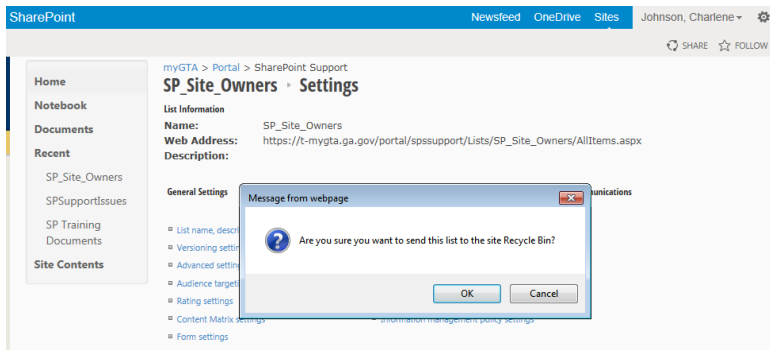 SharePoint Newsfeed OneDrive Sites Johnson, Charlene
SHARE FOLLOW
myGTA > Portal > SharePoint Support
SP_Site_Owners Settings
Home
Notebook
Documents
Recent
SP_Site_Owners
SPSupportIssues
SP Training
Documents
Site Contents
List Information
Name: SP_Site_Owners
Web Address: https://t-mygta.ga.gov/portal/spssupport/Lists/SP_Site_Owners/AllItems.aspx
Description:
General Settings
List name, descri
Versioning settin
Advanced setting
Audience targeti
Rating settings
Content Matrix settings
Information management policy settings
Form settings
Message from webpage
Are you sure you want to send this list to the site Recycle Bin?
OK Cancel